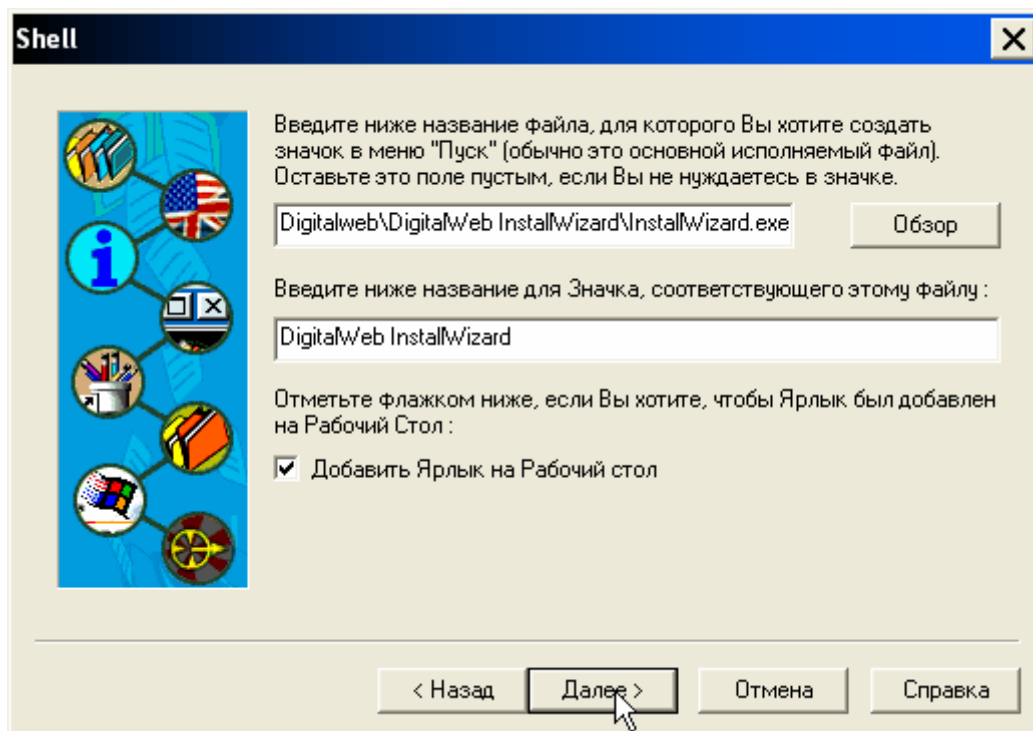 Shell
Введите ниже название файла, для которого Вы хотите создать
значок в меню "Пуск" (обычно это основной исполняемый файл).
Оставьте это поле пустым, если Вы не нуждаетесь в значке.
Digitalweb\DigitalWeb InstallWizard\InstallWizard.exe
Обзор
Введите ниже название для Значка, соответствующего этому файлу :
DigitalWeb InstallWizard
Отметьте флажком ниже, если Вы хотите, чтобы Ярлык был добавлен
на Рабочий Стол :
Добавить Ярлык на Рабочий стол
< Назад
Далее >
Отмена
Справка